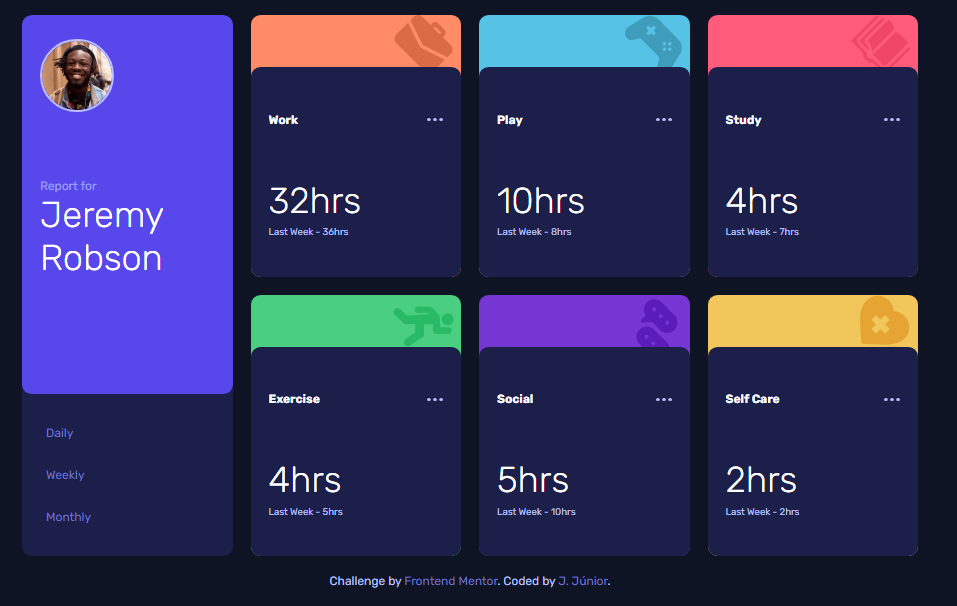 Report for
Jeremy
Robson
Daily
Weekly
Monthly
Work
32hrs
Last Week - 36hrs
Play
10hrs
Last Week - 8hrs
Study
4hrs
Last Week - 7hrs
Exercise
4hrs
Last Week - 5hrs
Social
5hrs
Last Week - 10hrs
Self Care
2hrs
Last Week - 2hrs
Challenge by Frontend Mentor. Coded by J. Júnior.